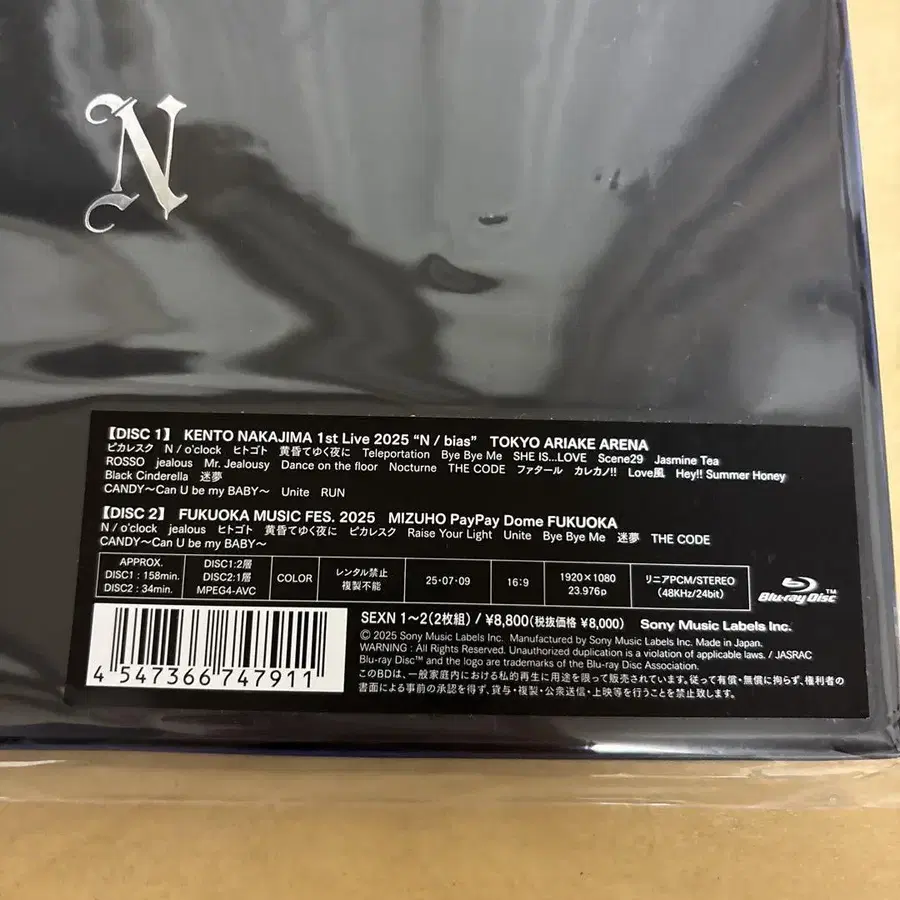 N
【DISC 1】 KENTO NAKAJIMA 1st Live 2025 “N / bias” TOKYO ARIAKE ARENA
ピカレスク N / o'clock ヒトゴト 黄昏てゆく夜に Teleportation Bye Bye Me SHE IS...LOVE Scene29 Jasmine Tea
ROSSO jealous Mr. Jealousy Dance on the floor Nocturne THE CODE ファタール カレカノ!! Love風 Hey!! Summer Honey
Black Cinderella 迷夢
CANDY〜Can U be my BABY〜 Unite RUN
【DISC 2】 FUKUOKA MUSIC FES. 2025 MIZUHO PayPay Dome FUKUOKA
N / o'clock jealous ヒトゴト 黄昏てゆく夜に ピカレスク Raise Your Light Unite Bye Bye Me 迷夢 THE CODE
CANDY〜Can U be my BABY〜
APPROX.
DISC1 : 158min.
DISC2 : 34min.
DISC1:2層
DISC2:1層
MPEG4-AVC
COLOR
レンタル禁止
複製不能
25・07・09
16:9
1920×1080
23.976p
リニアPCM/STEREO
(48KHz/24bit)
Blu-ray Disc™
SEXN 1〜2(2枚組) / ¥8,800(税抜価格 ¥8,000) Sony Music Labels Inc.
© 2025 Sony Music Labels Inc. Manufactured by Sony Music Labels Inc. Made in Japan.
WARNING : All Rights Reserved. Unauthorized duplication is a violation of applicable laws. / JASRAC
Blu-ray Disc™ and the logo are trademarks of the Blu-ray Disc Association.
このBDは、一般家庭内における私的再生に用途を限って販売されています。従って有償・無償に拘らず、権利者の
書面による事前の承認を得ず、貸与・複製・公衆送信・上映等を行うことを禁止致します。
4 547366 747911